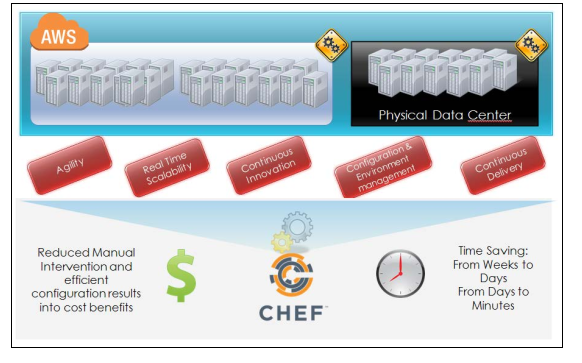 AWS
Physical Data Center
Agility
Real Time
Scalability
Continuous
Innovation
Configuration &
Environment
management
Continuous
Delivery
Reduced Manual
Intervention and
efficient
configuration results
into cost benefits
$
CHEF™
Time Saving:
From Weeks to
Days
From Days to
Minutes